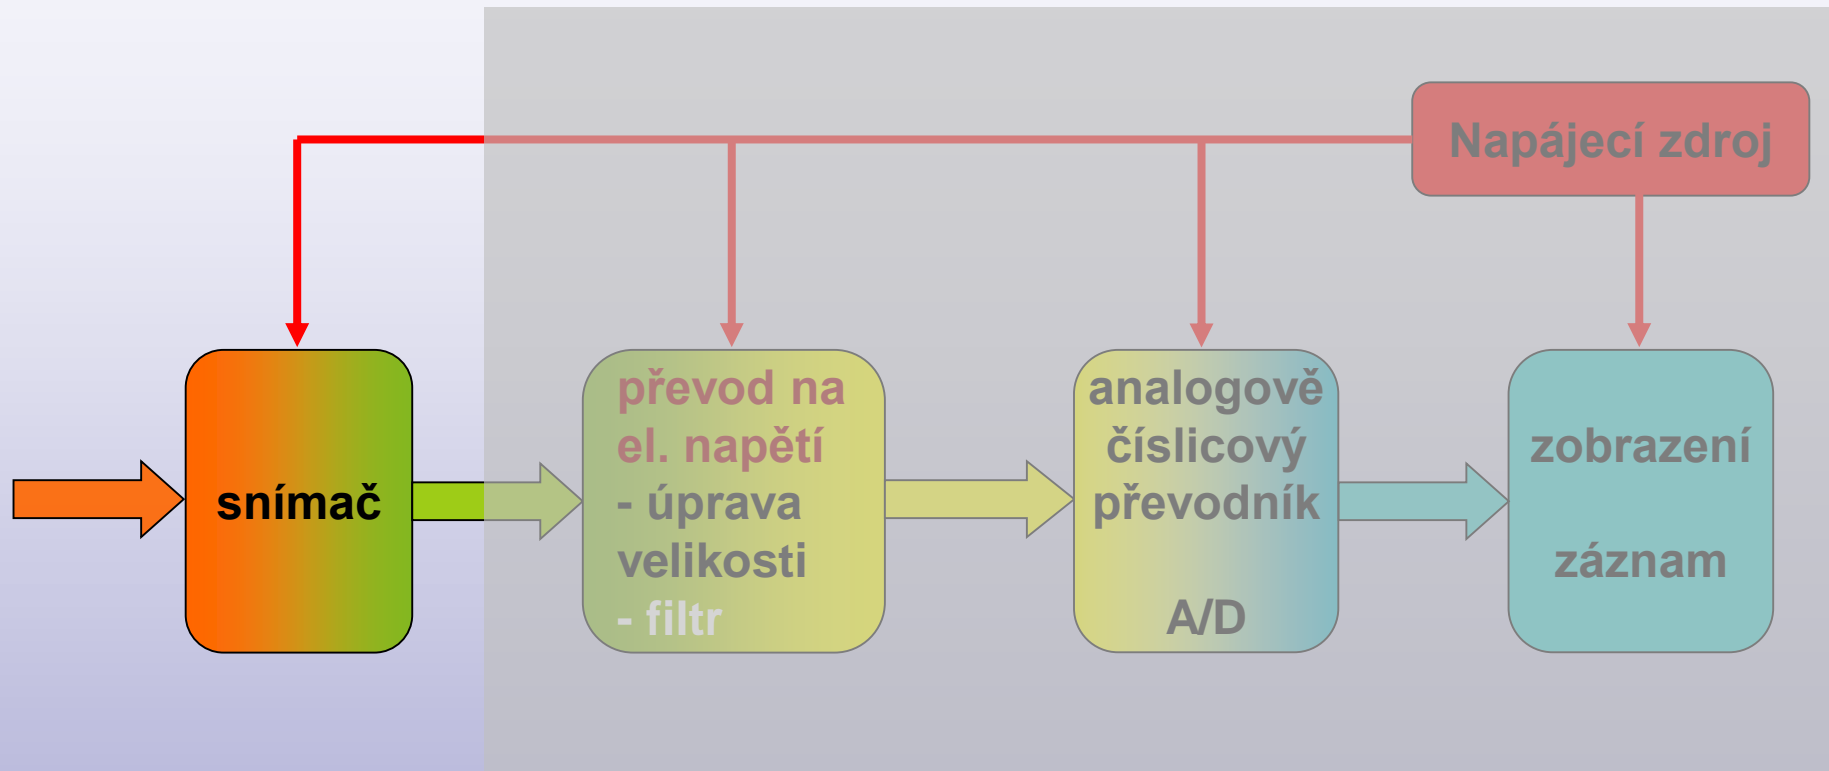 Napájecí zdroj
snímač
převod na
el. napětí
- úprava
velikosti
- filtr
analogově
číslicový
převodník
A/D
zobrazení
záznam